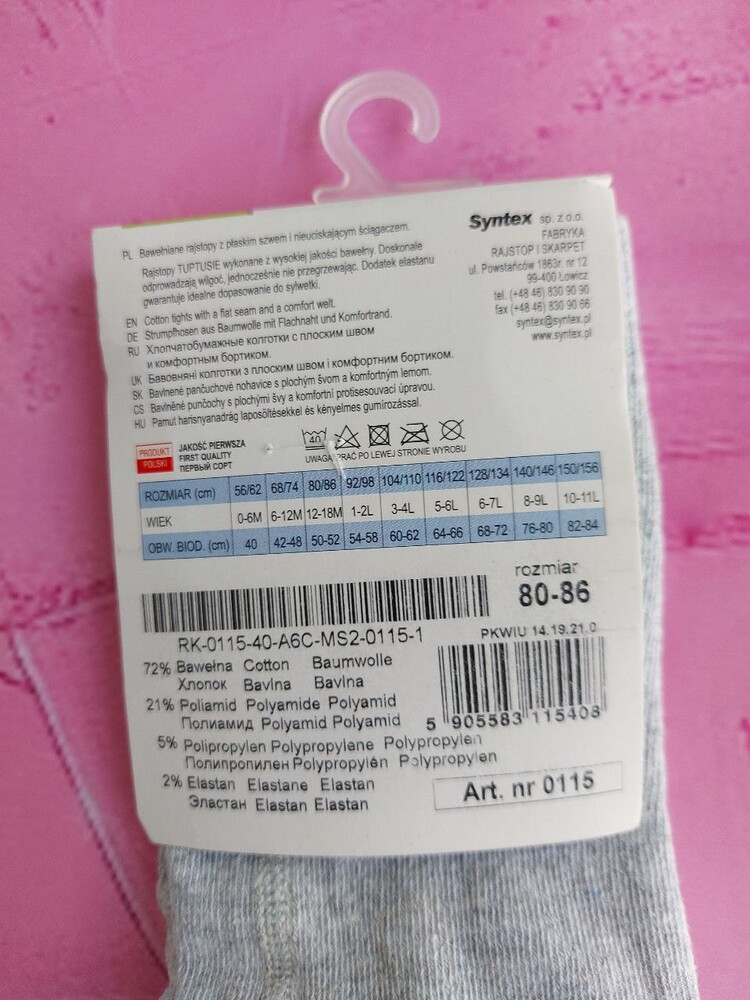 PL Bawełniane rajstopy z płaskim szwem i nieuciskającym ściągaczem.
Rajstopy TUPTUSIE wykonane z wysokiej jakości bawełny. Doskonale
odprowadzają wilgoć, jednocześnie nie przegrzewając. Dodatek elastanu
gwarantuje idealne dopasowanie do sylwetki.
EN Cotton tights with a flat seam and a comfort welt.
DE Strumpfhosen aus Baumwolle mit Flachnaht und Komfortrand.
RU Хлопчатобумажные колготки с плоским швом
и комфортным бортиком.
UK Бавовняні колготки з плоским швом і комфортним бортиком.
SK Bavlnené pančuchové nohavice s plochým švom a komfortným lemom.
CS Bavlněné punčochy s plochými švy a komfortní protisesouvací úpravou.
HU Pamut harisnyanadrág laposöltésekkel és kényelmes gumírozással.
Syntex sp. z o.o.
FABRYKA
RAJSTOP I SKARPET
ul. Powstańców 1863r. nr 12
99-400 Łowicz
tel. (+48 46) 830 90 90
fax (+48 46) 830 90 66
syntex@syntex.pl
www.syntex.pl
PRODUKT
POLSKI
JAKOŚĆ PIERWSZA
FIRST QUALITY
ПЕРВЫЙ СОРТ
40
UWAGA PRAĆ PO LEWEJ STRONIE WYROBU
ROZMIAR (cm) 56/62 68/74 80/86 92/98 104/110 116/122 128/134 140/146 150/156
WIEK 0-6M 6-12M 12-18M 1-2L 3-4L 5-6L 6-7L 8-9L 10-11L
OBW. BIOD. (cm) 40 42-48 50-52 54-58 60-62 64-66 68-72 76-80 82-84
rozmiar
80-86
RK-0115-40-A6C-MS2-0115-1
PKWIU 14.19.21.0
72% Bawełna Cotton Baumwolle
Хлопок Bavlna Bavlna
21% Poliamid Polyamide Polyamid
Полиамид Polyamid Polyamid
5% Polipropylen Polypropylene Polypropylen
Полипропилен Polypropylén Polypropylen
2% Elastan Elastane Elastan
Эластан Elastan Elastan
5 905583 115408
Art. nr 0115